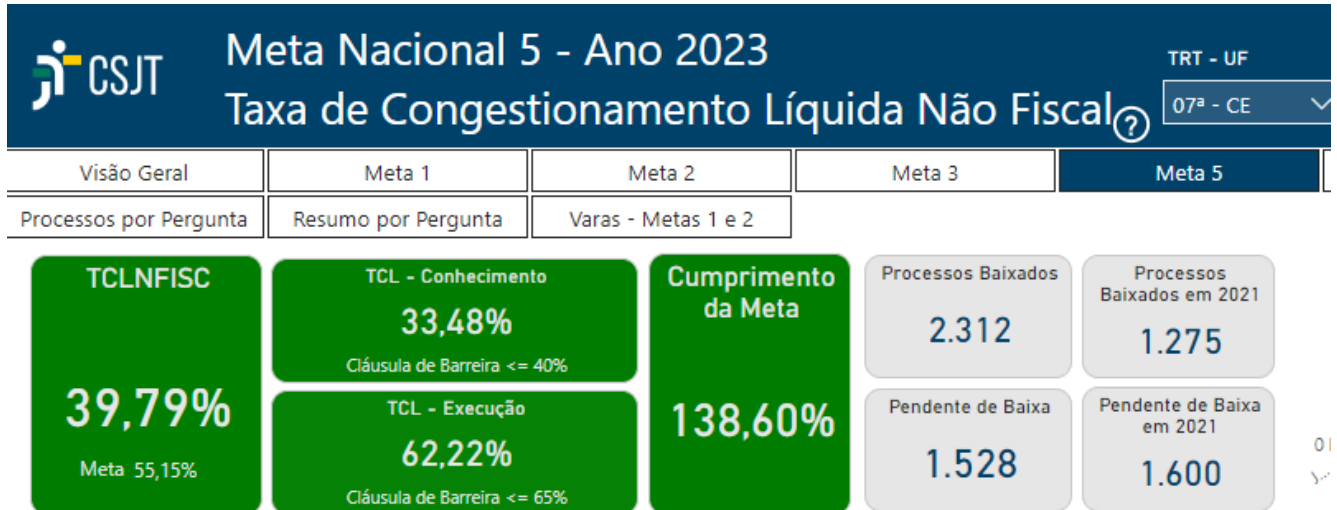 CSJT
Meta Nacional 5 - Ano 2023
Taxa de Congestionamento Líquida Não Fiscal
?
TRT - UF
07ª - CE
Visão Geral
Meta 1
Meta 2
Meta 3
Meta 5
Processos por Pergunta
Resumo por Pergunta
Varas - Metas 1 e 2
TCLNFISC
39,79%
Meta 55,15%
TCL - Conhecimento
33,48%
Cláusula de Barreira <= 40%
TCL - Execução
62,22%
Cláusula de Barreira <= 65%
Cumprimento
da Meta
138,60%
Processos Baixados
2.312
Processos
Baixados em 2021
1.275
Pendente de Baixa
1.528
Pendente de Baixa
em 2021
1.600